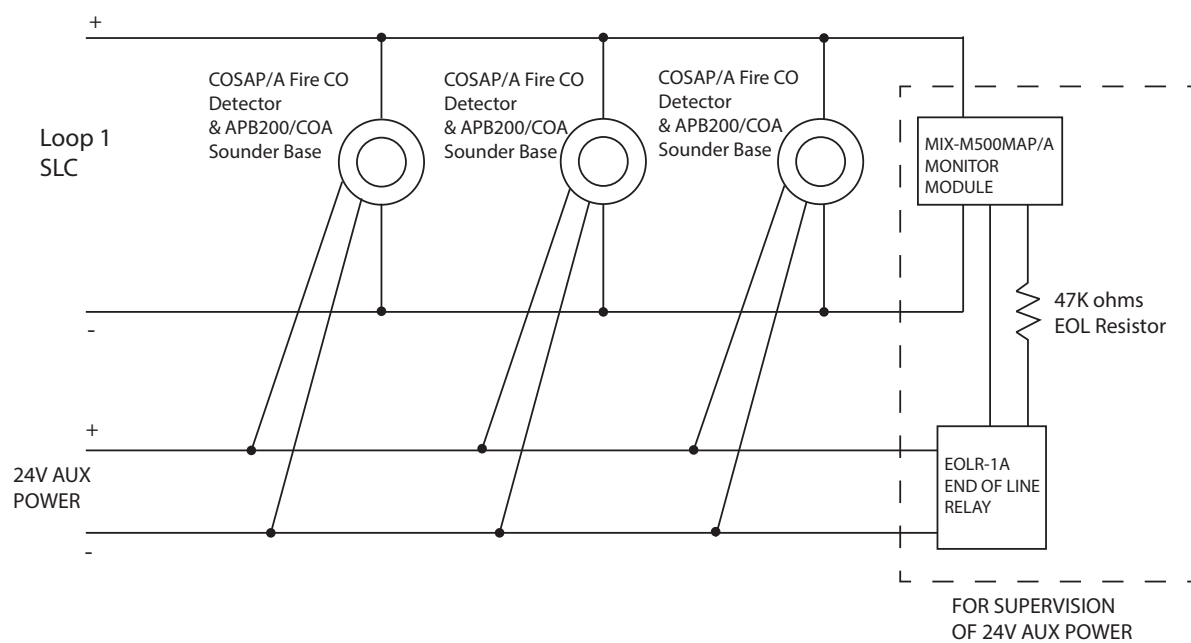 +
COSAP/A Fire CO
Detector
& APB200/COA
Sounder Base
COSAP/A Fire CO
Detector
& APB200/COA
Sounder Base
COSAP/A Fire CO
Detector
& APB200/COA
Sounder Base
Loop 1
SLC
MIX-M500MAP/A
MONITOR
MODULE
47K ohms
EOL Resistor
-
+
24V AUX
POWER
-
EOLR-1A
END OF LINE
RELAY
FOR SUPERVISION
OF 24V AUX POWER